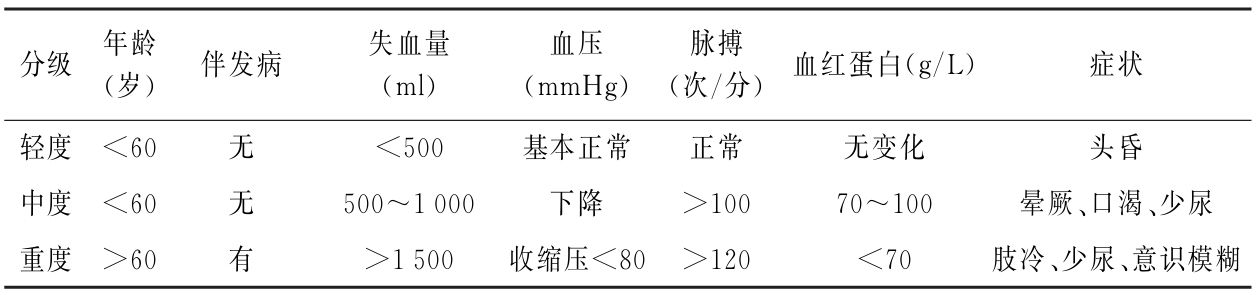 分级 年龄(岁) 伴发病 失血量(ml) 血压(mmHg) 脉搏(次/分) 血红蛋白(g/L) 症状
轻度 <60 无 <500 基本正常 正常 无变化 头昏
中度 <60 无 500～1 000 下降 >100 70～100 晕厥、口渴、少尿
重度 >60 有 >1 500 收缩压<80 >120 <70 肢冷、少尿、意识模糊